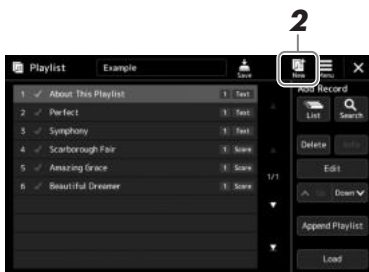 2
Playlist Example Save New Menu
1 About This Playlist 1 Text
Add Record
2 Perfect 1 Text
List Search
3 Symphony 1 Text
4 Scarborough Fair 1 Score
Delete Info
5 Amazing Grace 1 Score
Edit
1/1
6 Beautiful Dreamer 1 Score
Up Down
Append Playlist
Load